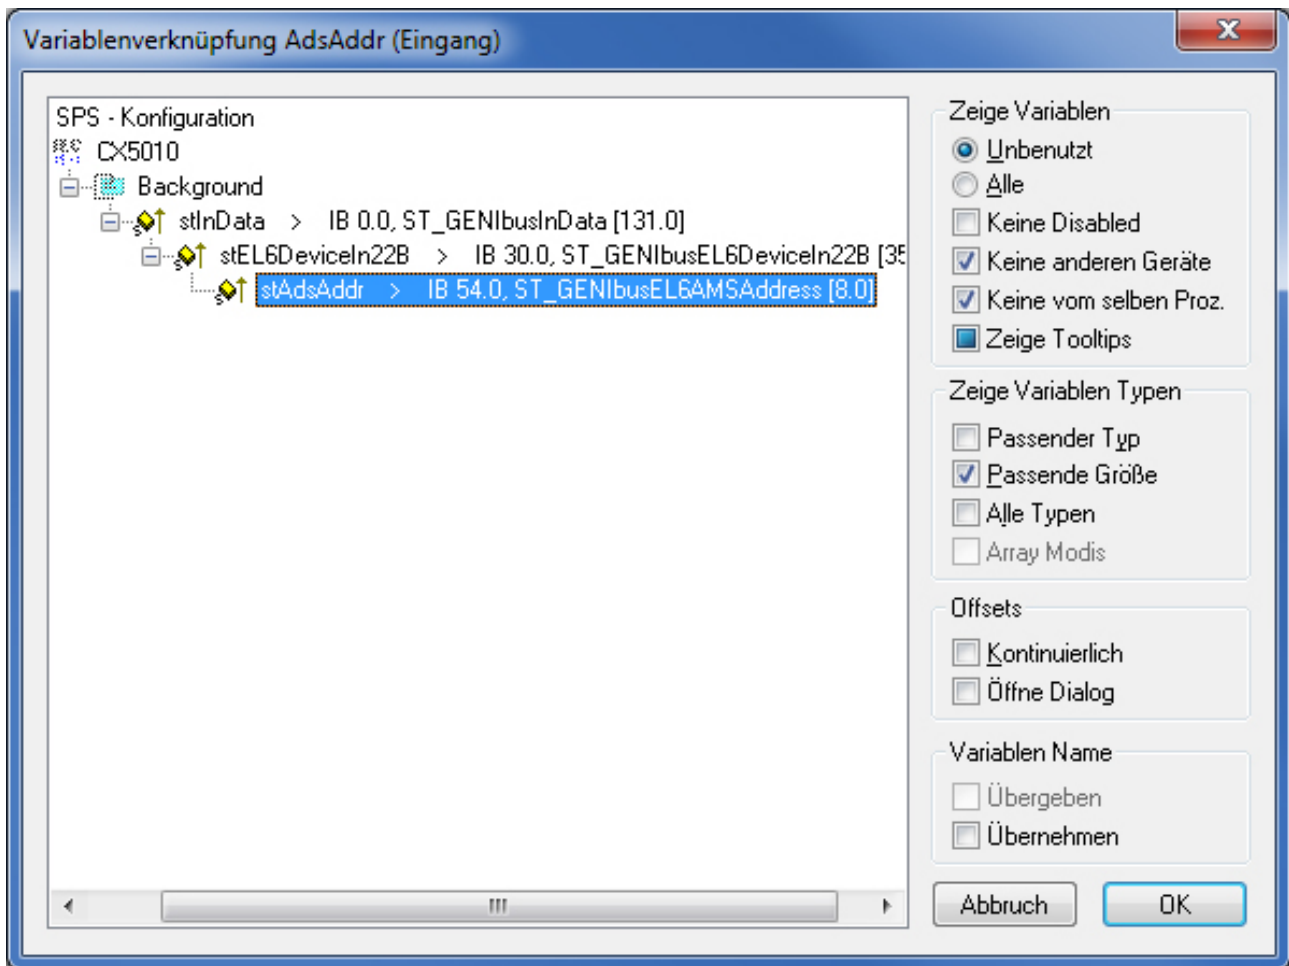 Variablenverknüpfung AdsAddr (Eingang)
SPS - Konfiguration
CX5010
Background
stInData > IB 0.0, ST_GENIbusInData [131.0]
stEL6DeviceIn22B > IB 30.0, ST_GENIbusEL6DeviceIn22B [35
stAdsAddr > IB 54.0, ST_GENIbusEL6AMSAddress [8.0]
Zeige Variablen
Unbenutzt
Alle
Keine Disabled
Keine anderen Geräte
Keine vom selben Proz.
Zeige Tooltips
Zeige Variablen Typen
Passender Typ
Passende Größe
Alle Typen
Array Modis
Offsets
Kontinuierlich
Öffne Dialog
Variablen Name
Übergeben
Übernehmen
Abbruch
OK